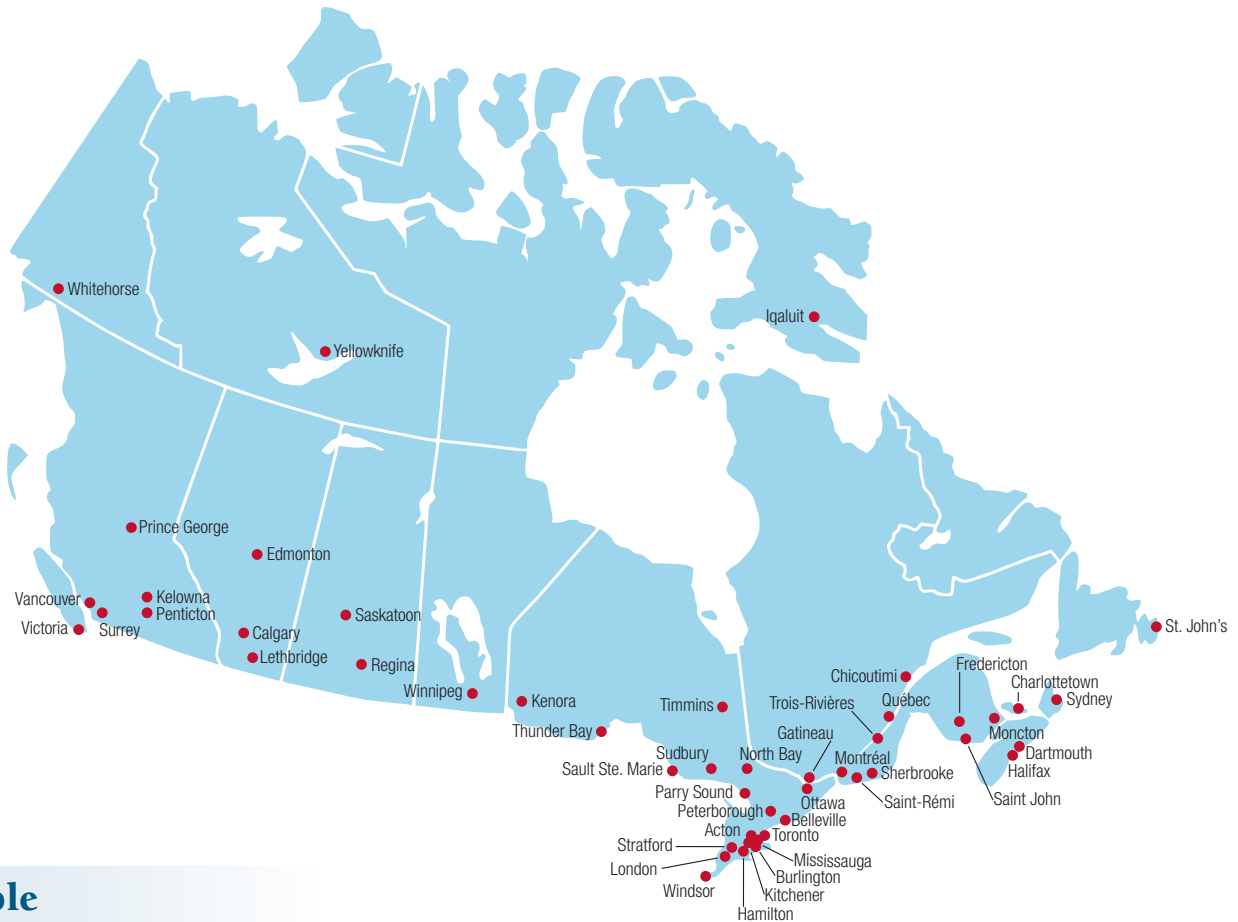 Whitehorse
Iqaluit
Yellowknife
Prince George
Edmonton
Vancouver
Kelowna
Penticton
Victoria
Surrey
Calgary
Saskatoon
Lethbridge
Regina
Winnipeg
Kenora
Thunder Bay
Timmins
Chicoutimi
Fredericton
St. John's
Charlottetown
Sydney
Trois-Rivières
Québec
Gatineau
Moncton
Dartmouth
Halifax
Sudbury
North Bay
Montréal
Sault Ste. Marie
Sherbrooke
Parry Sound
Ottawa
Saint-Rémi
Saint John
Peterborough
Belleville
Acton
Toronto
Stratford
Mississauga
London
Burlington
Windsor
Kitchener
Hamilton
ple